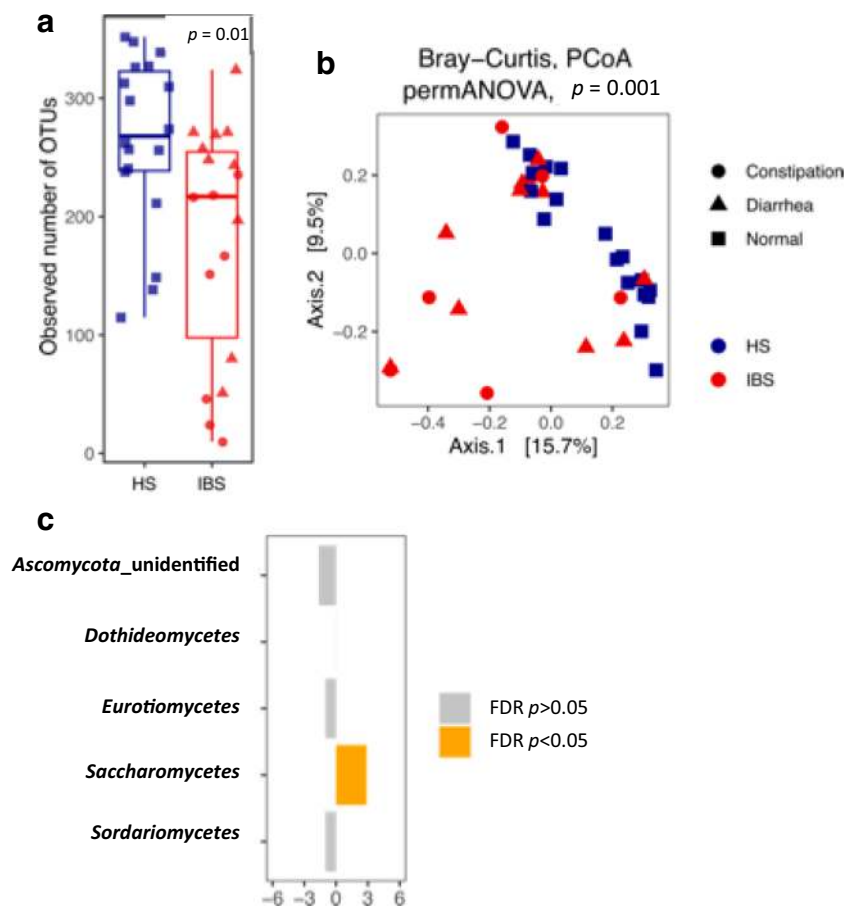 a
p = 0.01
Observed number of OTUs
300
200
100
0
HS
IBS
b
Bray−Curtis, PCoA
permANOVA, p = 0.001
Axis.2 [9.5%]
0.2
0.0
−0.2
−0.4
−0.2
0.0
0.2
Axis.1 [15.7%]
Constipation
Diarrhea
Normal
HS
IBS
c
Ascomycota_unidentified
Dothideomycetes
Eurotiomycetes
Saccharomycetes
Sordariomycetes
−6 −3 0 3 6
FDR p>0.05
FDR p<0.05